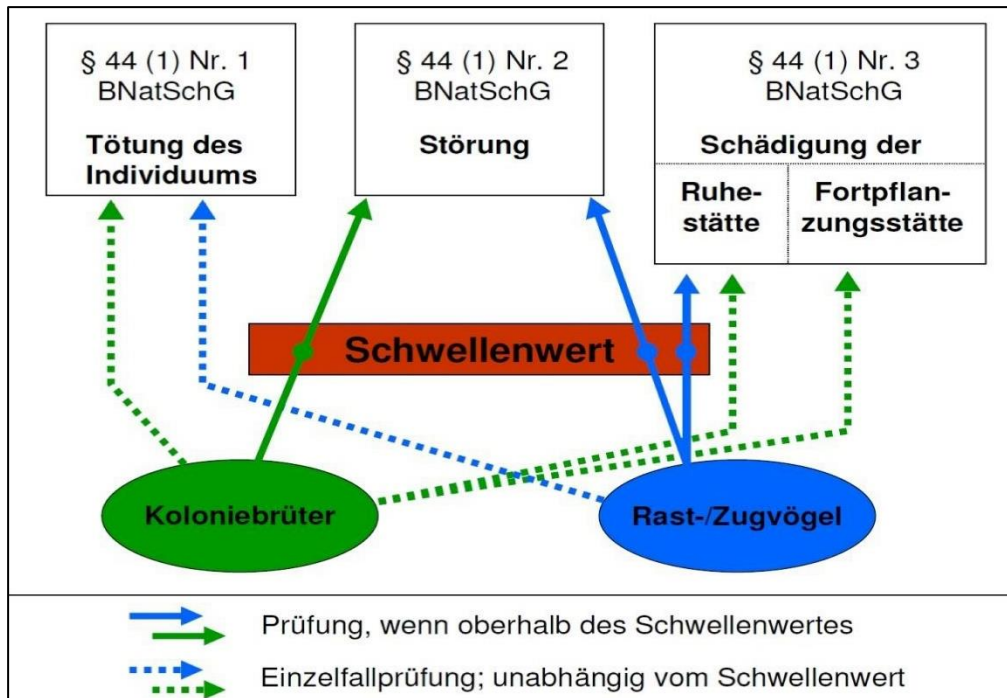 § 44 (1) Nr. 1
BNatSchG
Tötung des
Individuums
§ 44 (1) Nr. 2
BNatSchG
Störung
§ 44 (1) Nr. 3
BNatSchG
Schädigung der
Ruhe-
stätte
Fortpflan-
zungsstätte
Schwellenwert
Koloniebrüter
Rast-/Zugvögel
Prüfung, wenn oberhalb des Schwellenwertes
Einzelfallprüfung; unabhängig vom Schwellenwert